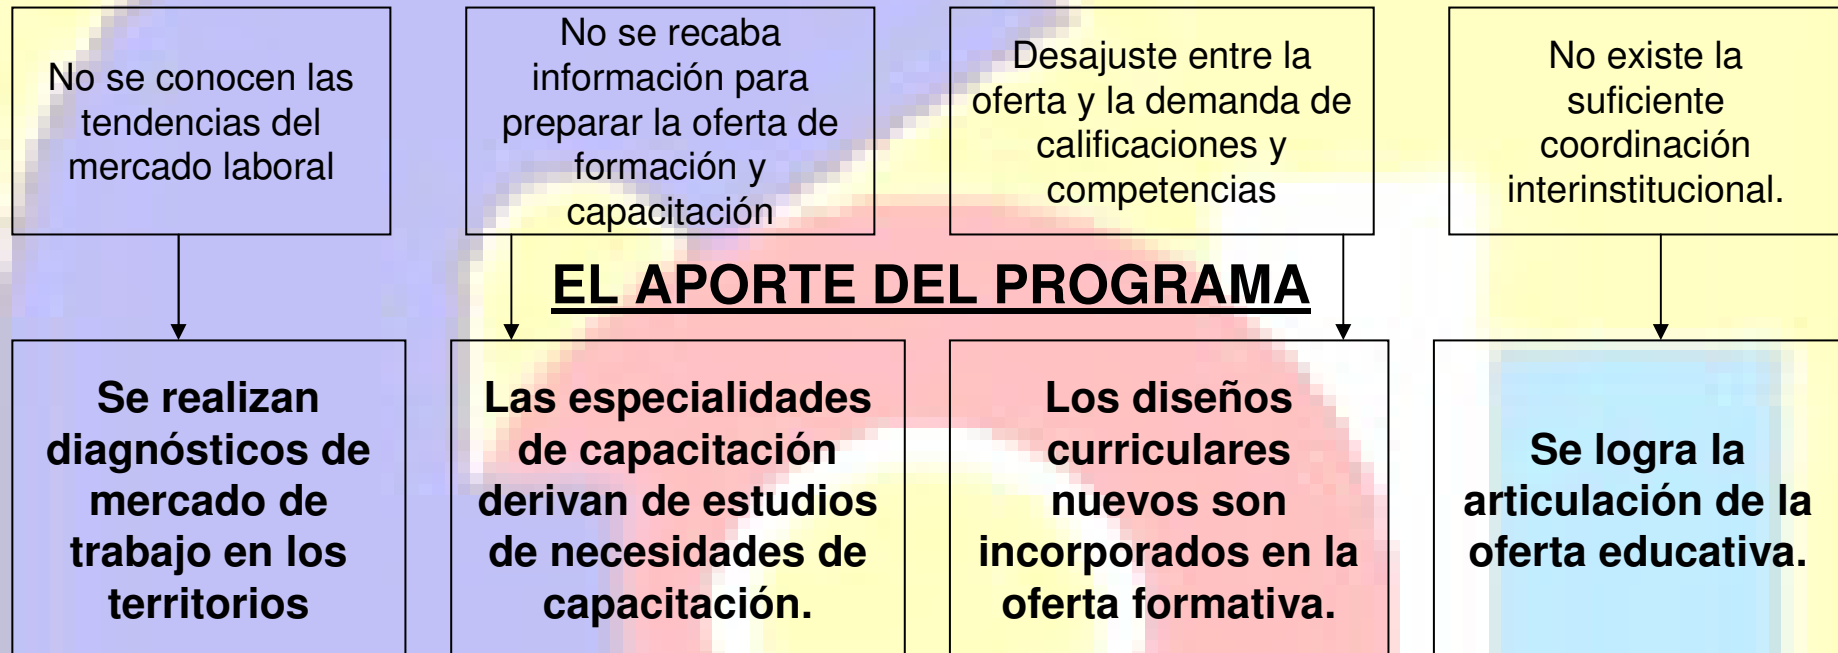 No se conocen las
tendencias del
mercado laboral
No se recaba
información para
preparar la oferta de
formación y
capacitación
Desajuste entre la
oferta y la demanda de
calificaciones y
competencias
No existe la
suficiente
coordinación
interinstitucional.
EL APORTE DEL PROGRAMA
Se realizan
diagnósticos de
mercado de
trabajo en los
territorios
Las especialidades
de capacitación
derivan de estudios
de necesidades de
capacitación.
Los diseños
curriculares
nuevos son
incorporados en la
oferta formativa.
Se logra la
articulación de la
oferta educativa.